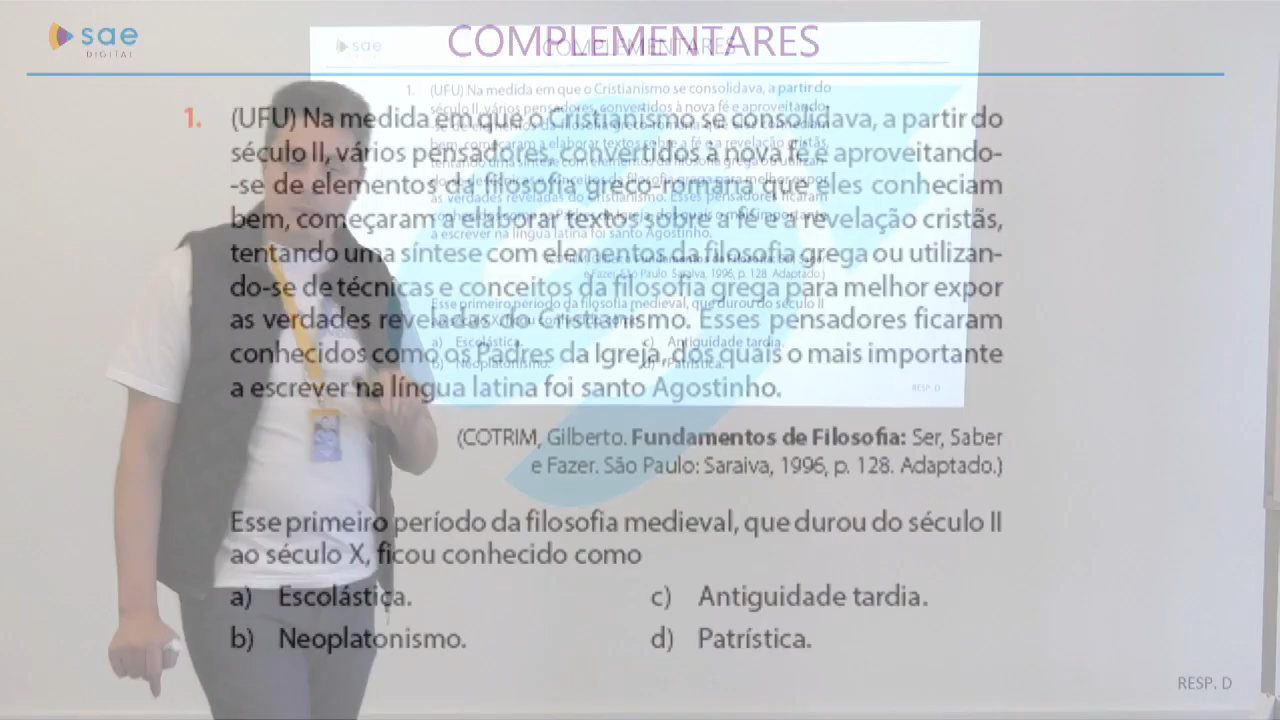 sae
DIGITAL
COMPLEMENTARES
1. (UFU) Na medida em que o Cristianismo se consolidava, a partir do
século II, vários pensadores, convertidos à nova fé e aproveitando-
-se de elementos da filosofia greco-romana que eles conheciam
bem, começaram a elaborar textos sobre a fé e a revelação cristãs,
tentando uma síntese com elementos da filosofia grega ou utilizan-
do-se de técnicas e conceitos da filosofia grega para melhor expor
as verdades reveladas do Cristianismo. Esses pensadores ficaram
conhecidos como os Padres da Igreja, dos quais o mais importante
a escrever na língua latina foi santo Agostinho.
(COTRIM, Gilberto. Fundamentos de Filosofia: Ser, Saber
e Fazer. São Paulo: Saraiva, 1996, p. 128. Adaptado.)
Esse primeiro período da filosofia medieval, que durou do século II
ao século X, ficou conhecido como
a) Escolástica.
b) Neoplatonismo.
c) Antiguidade tardia.
d) Patrística.
RESP. D